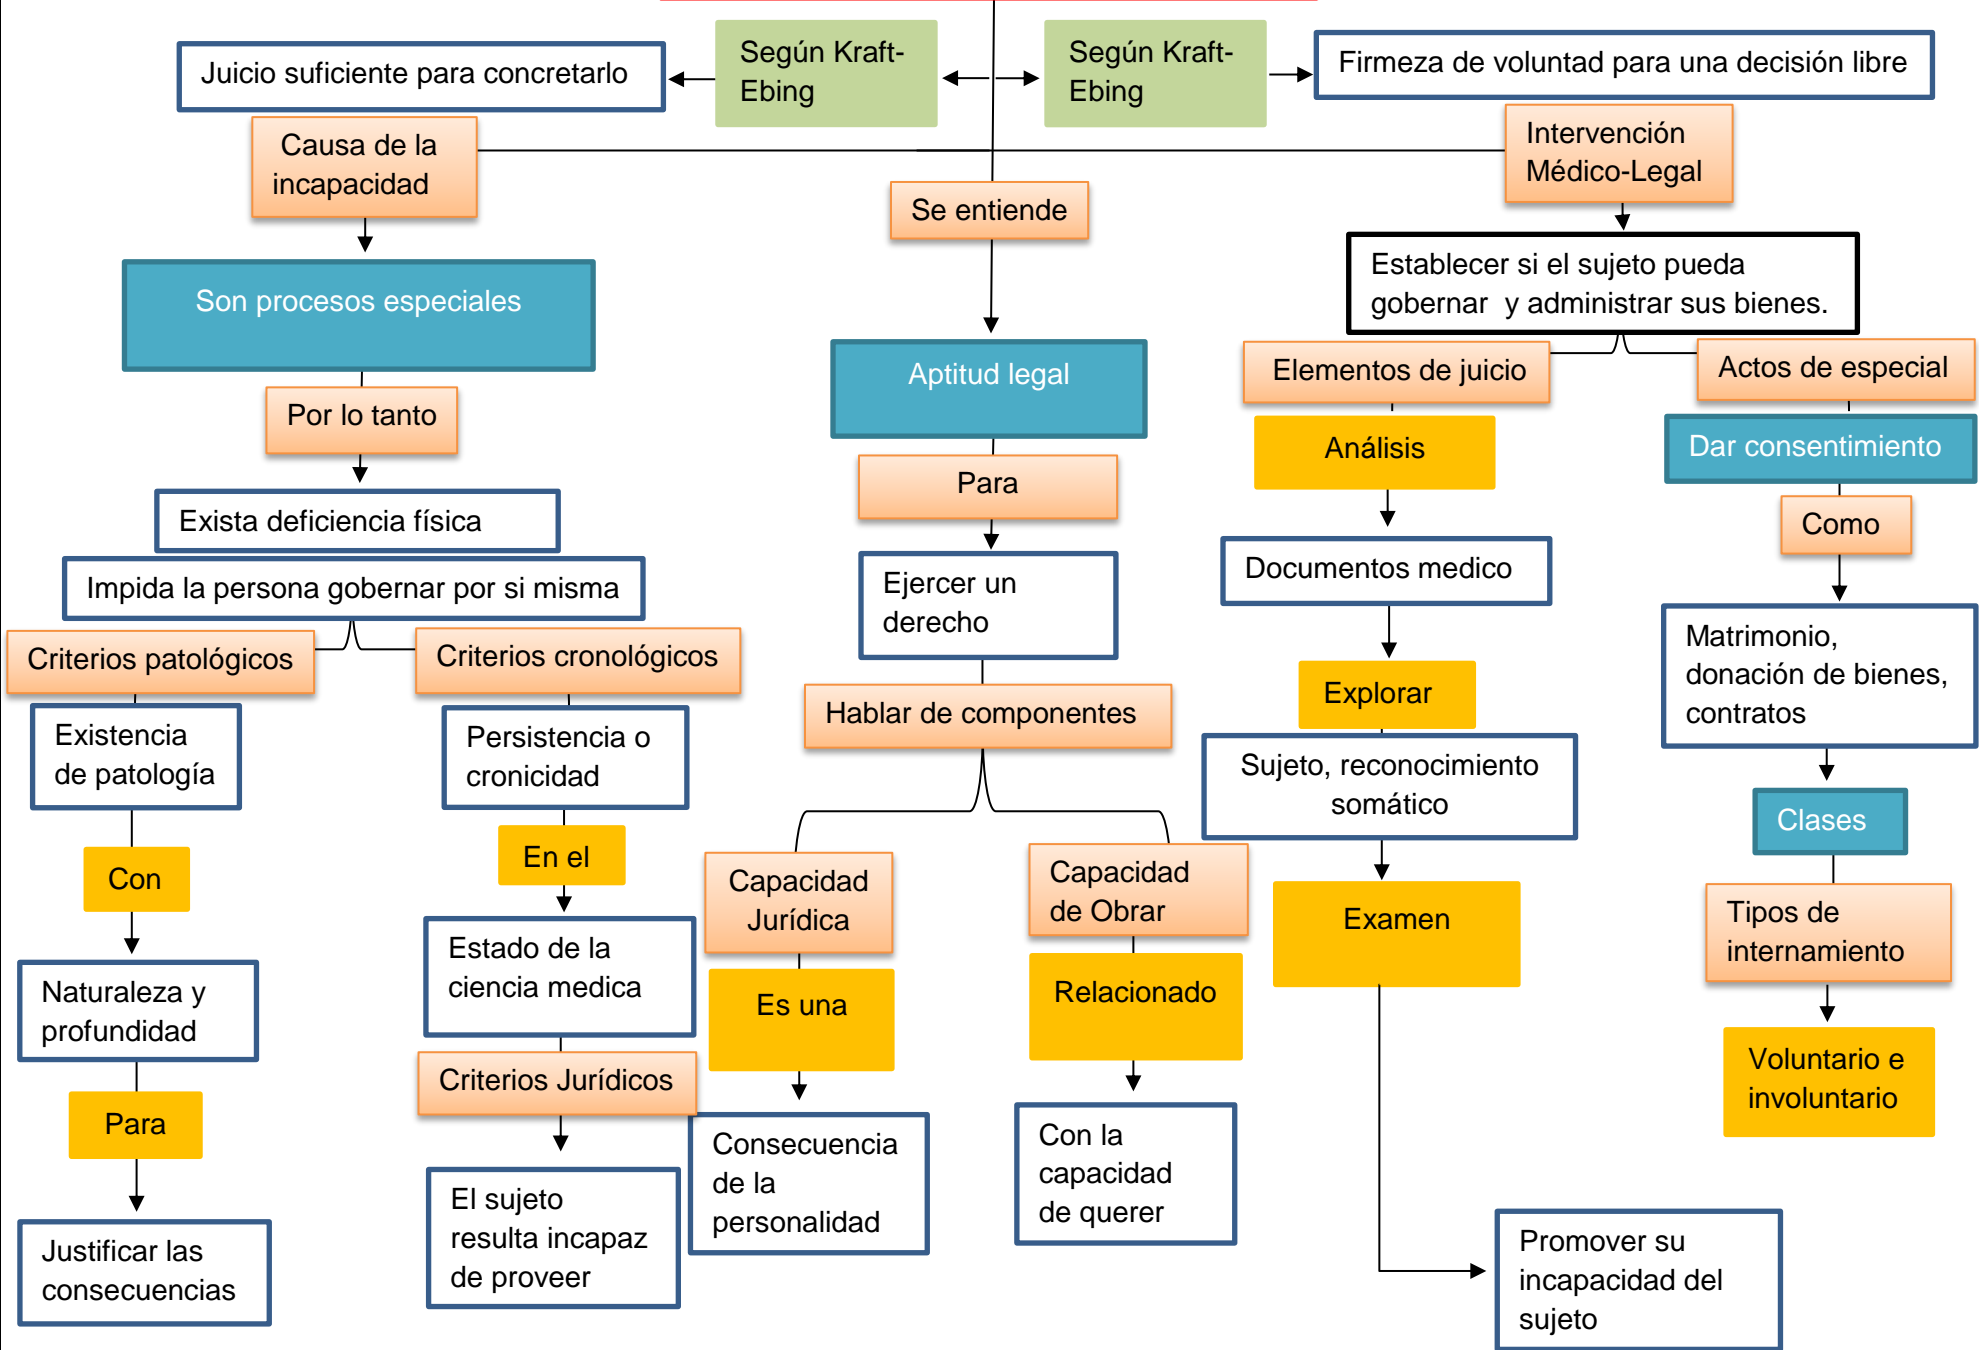 Según Kraft-
Ebing
Según Kraft-
Ebing
Juicio suficiente para concretarlo
Firmeza de voluntad para una decisión libre
Causa de la
incapacidad
Intervención
Médico-Legal
Se entiende
Son procesos especiales
Establecer si el sujeto pueda
gobernar  y administrar sus bienes.
Aptitud legal
Elementos de juicio
Actos de especial
Por lo tanto
Análisis
Dar consentimiento
Para
Exista deficiencia física
Como
Impida la persona gobernar por si misma
Ejercer un
derecho
Documentos medico
Criterios patológicos
Criterios cronológicos
Matrimonio,
donación de bienes,
contratos
Explorar
Hablar de componentes
Existencia
de patología
Persistencia o
cronicidad
Sujeto, reconocimiento
somático
Clases
Con
En el
Capacidad
Jurídica
Capacidad
de Obrar
Examen
Tipos de
internamiento
Naturaleza y
profundidad
Estado de la
ciencia medica
Es una
Relacionado
Voluntario e
involuntario
Criterios Jurídicos
Para
Consecuencia
de la
personalidad
Con la
capacidad
de querer
El sujeto
resulta incapaz
de proveer
Justificar las
consecuencias
Promover su
incapacidad del
sujeto